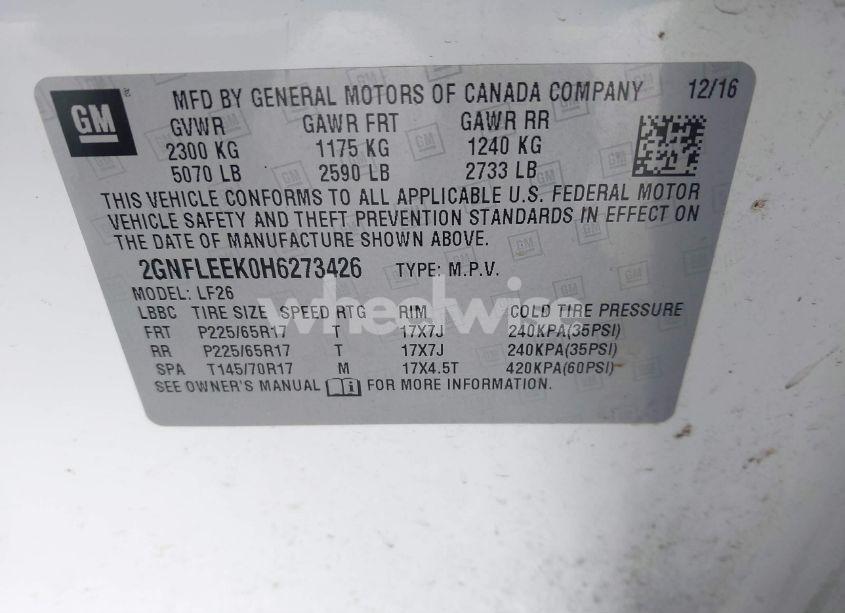 GM
MFD BY GENERAL MOTORS OF CANADA COMPANY 12/16
GVWR GAWR FRT GAWR RR
2300 KG 1175 KG 1240 KG
5070 LB 2590 LB 2733 LB
THIS VEHICLE CONFORMS TO ALL APPLICABLE U.S. FEDERAL MOTOR
VEHICLE SAFETY AND THEFT PREVENTION STANDARDS IN EFFECT ON
THE DATE OF MANUFACTURE SHOWN ABOVE.
2GNFLEEK0H6273426 TYPE: M.P.V.
MODEL: LF26
whedwise
LBBC TIRE SIZE SPEED RTG RIM COLD TIRE PRESSURE
FRT P225/65R17 T 17X7J 240KPA(35PSI)
RR P225/65R17 T 17X7J 240KPA(35PSI)
SPA T145/70R17 M 17X4.5T 420KPA(60PSI)
SEE OWNER'S MANUAL FOR MORE INFORMATION.